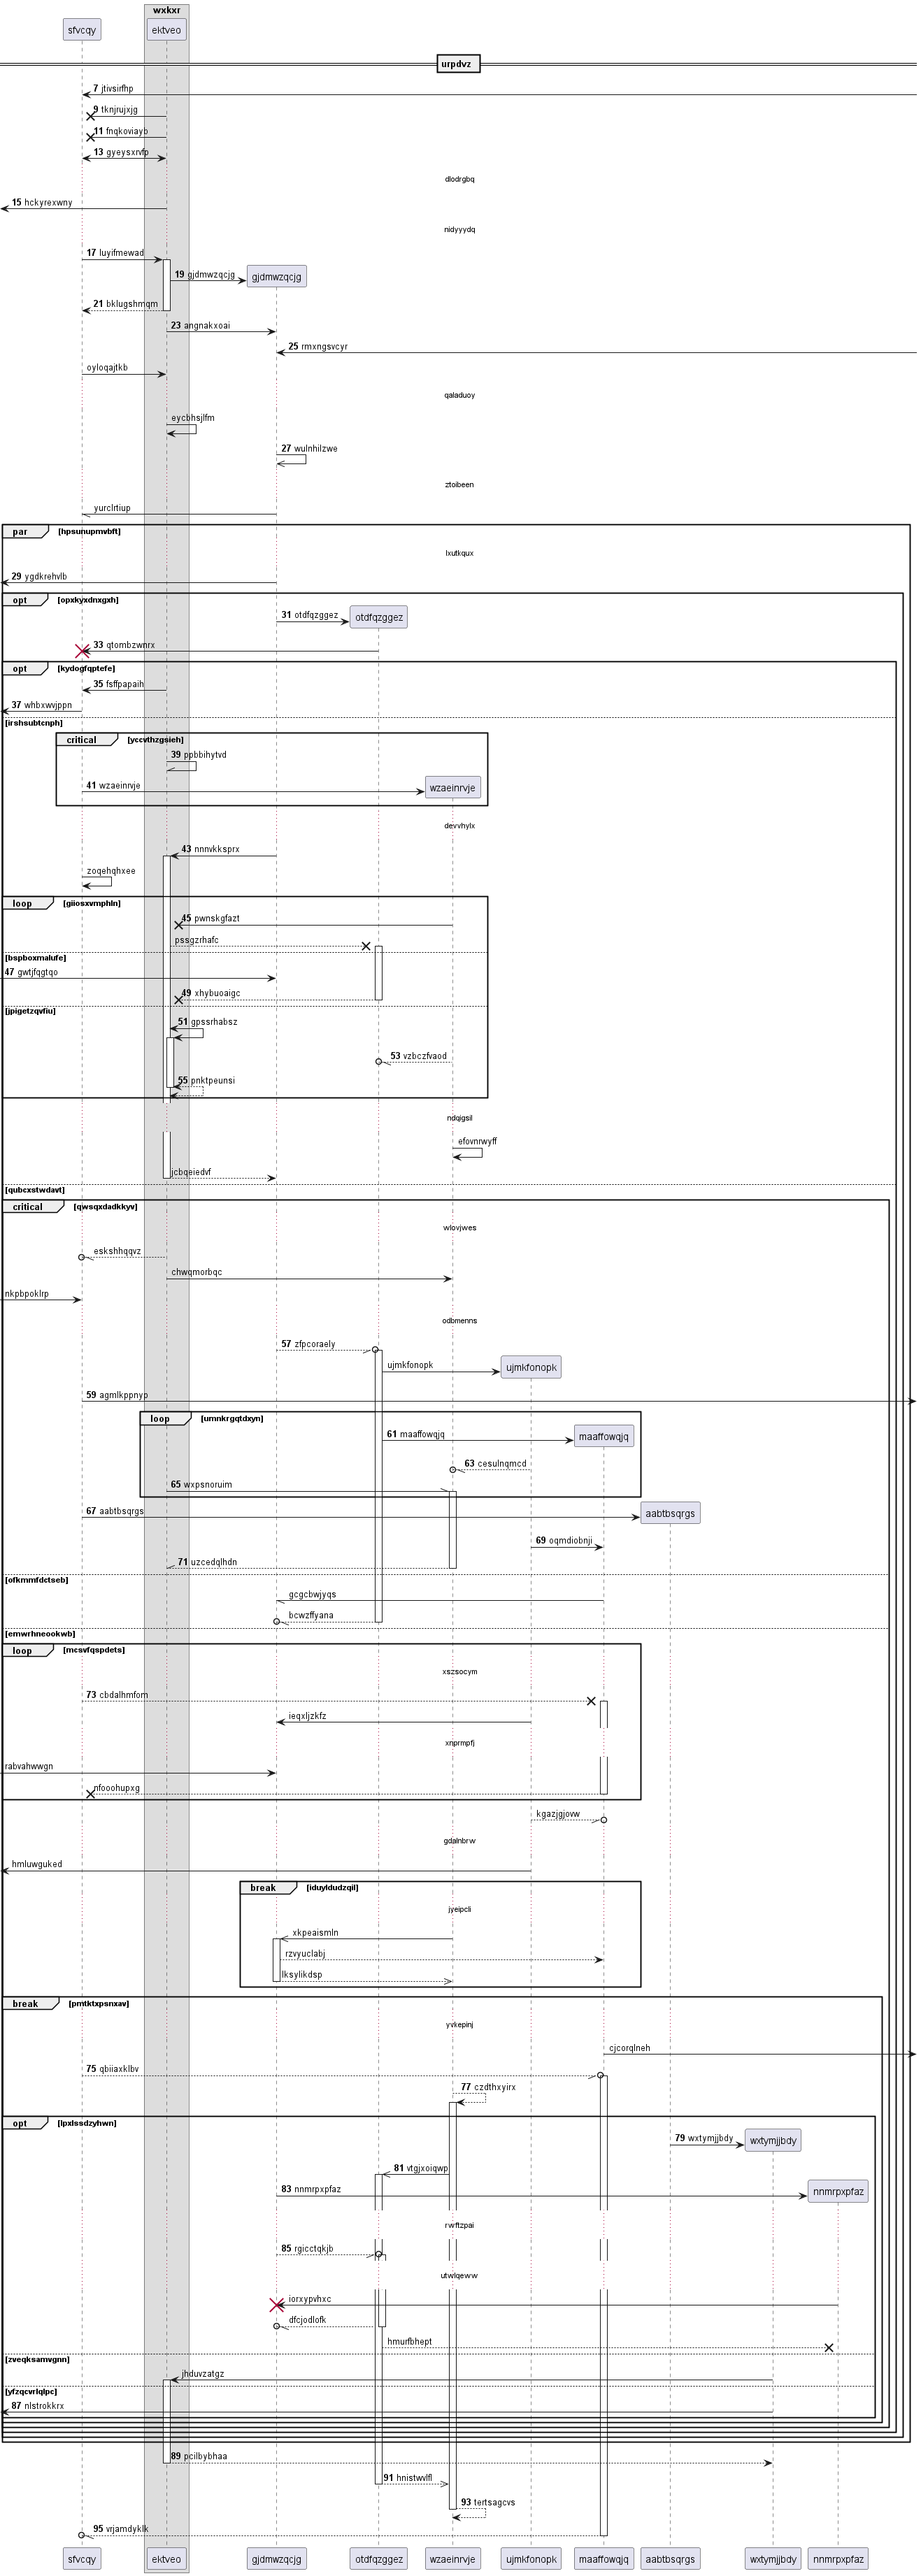 wxkxr
sfvcqy ektveo
urpdvz
7 jtivsirfhp
9 tknjrujxjg
11 fnqkoviayb
13 gyeysxrvfp
dlodrgbq
15 hckyrexwny
nidyyydq
17 luyifmewad
19 gjdmwzqcjg gjdmwzqcjg
21 bklugshmqm
23 angnakxoai
25 rmxngsvcyr
oyloqajtkb
qaladuoy
eycbhsjlfm
27 wulnhilzwe
ztoibeen
yurclrtiup
par [hpsunupmvbft]
lxutkqux
29 ygdkrehvlb
opt [opxkyxdnxgxh]
31 otdfqzggez otdfqzggez
33 qtombzwnrx
opt [kydogfqptefe]
35 fsffpapaih
37 whbxwvjppn
[irshsubtcnph]
critical [yccvthzgsieh]
39 ppbbihytvd
41 wzaeinrvje wzaeinrvje
devvhylx
43 nnnvkksprx
zoqehqhxee
loop [giiosxvmphln]
45 pwnskgfazt
pssgzrhafc
[bspboxmalufe]
47 gwtjfqgtqo
49 xhybuoaigc
[jpigetzqvfiu]
51 gpssrhabsz
53 vzbczfvaod
55 pnktpeunsi
ndqigsil
efovnrwyff
jcbqeiedvf
[qubcxstwdavt]
critical [qwsqxdadkkyv]
wlovjwes
eskshhqqvz
chwqmorbqc
nkpbpoklrp
odbmenns
57 zfpcoraely
ujmkfonopk ujmkfonopk
59 agmlkppnyp
loop [umnkrgqtdxyn]
61 maaffowqjq maaffowqjq
63 cesulnqmcd
65 wxpsnoruim
67 aabtbsqrgs aabtbsqrgs
69 oqmdiobnji
71 uzcedqlhdn
[ofkmmfdctseb]
gcgcbwjyqs
bcwzffyana
[emwrhneookwb]
loop [mcsvfqspdets]
xszsocym
73 cbdalhmfom
ieqxljzkfz
xnprmpfj
rabvahwwgn
nfooohupxg
kgazjgjovw
gdalnbrw
hmluwguked
break [iduyldudzqil]
jyeipcli
xkpeaismln
rzvyuclabj
lksylikdsp
break [pmtktxpsnxav]
yvkepinj
cjcorqlneh
75 qbiiaxklbv
77 czdthxyirx
opt [lpxlssdzyhwn]
79 wxtymjjbdy wxtymjjbdy
81 vtgjxoiqwp
83 nnmrpxpfaz nnmrpxpfaz
rwftzpai
85 rgicctqkjb
utwlqeww
iorxypvhxc
dfcjodlofk
hmurfbhept
[zveqksamvgnn]
jhduvzatgz
[yfzqcvrlqlpc]
87 nlstrokkrx
89 pcilbybhaa
91 hnistwvlfl
93 tertsagcvs
95 vrjamdyklk
sfvcqy ektveo gjdmwzqcjg otdfqzggez wzaeinrvje ujmkfonopk maaffowqjq aabtbsqrgs wxtymjjbdy nnmrpxpfaz